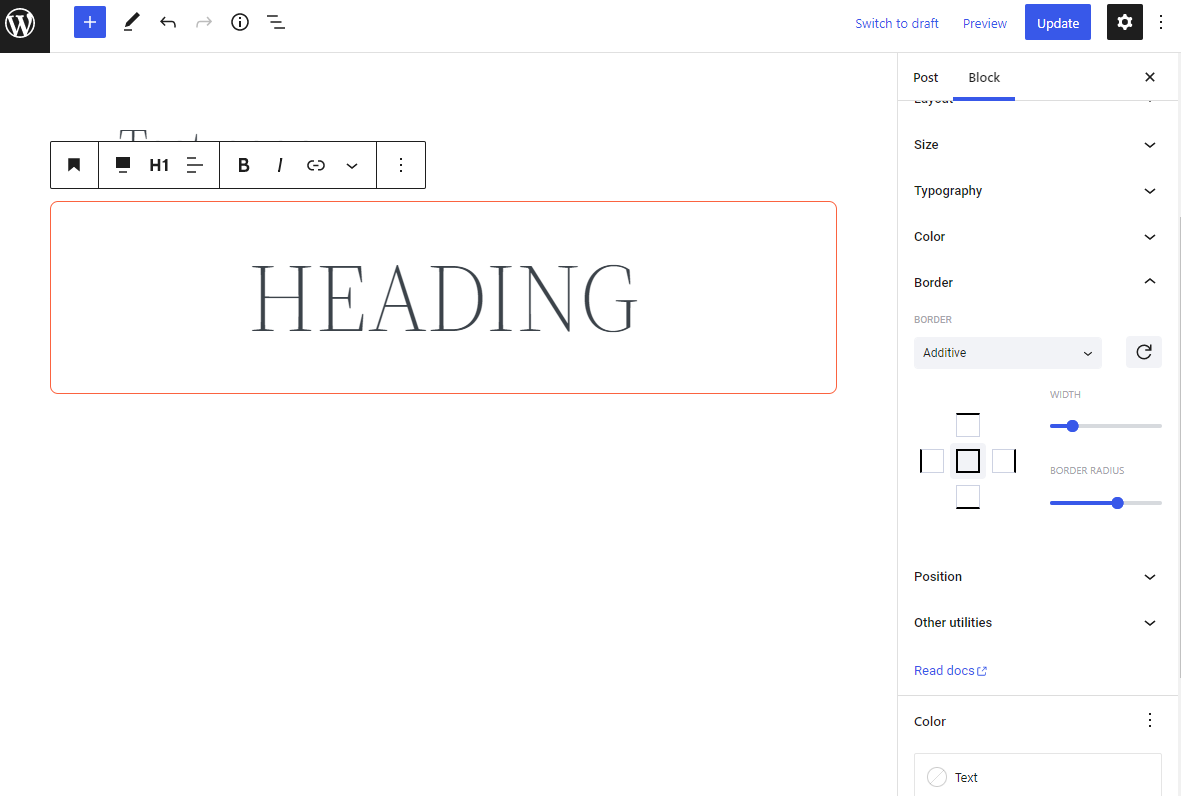 Switch to draft Preview Update
Post Block
Layout
H1 B I
Size
Typography
HEADING
Color
Border
BORDER
Additive
WIDTH
BORDER RADIUS
Position
Other utilities
Read docs
Color
Text